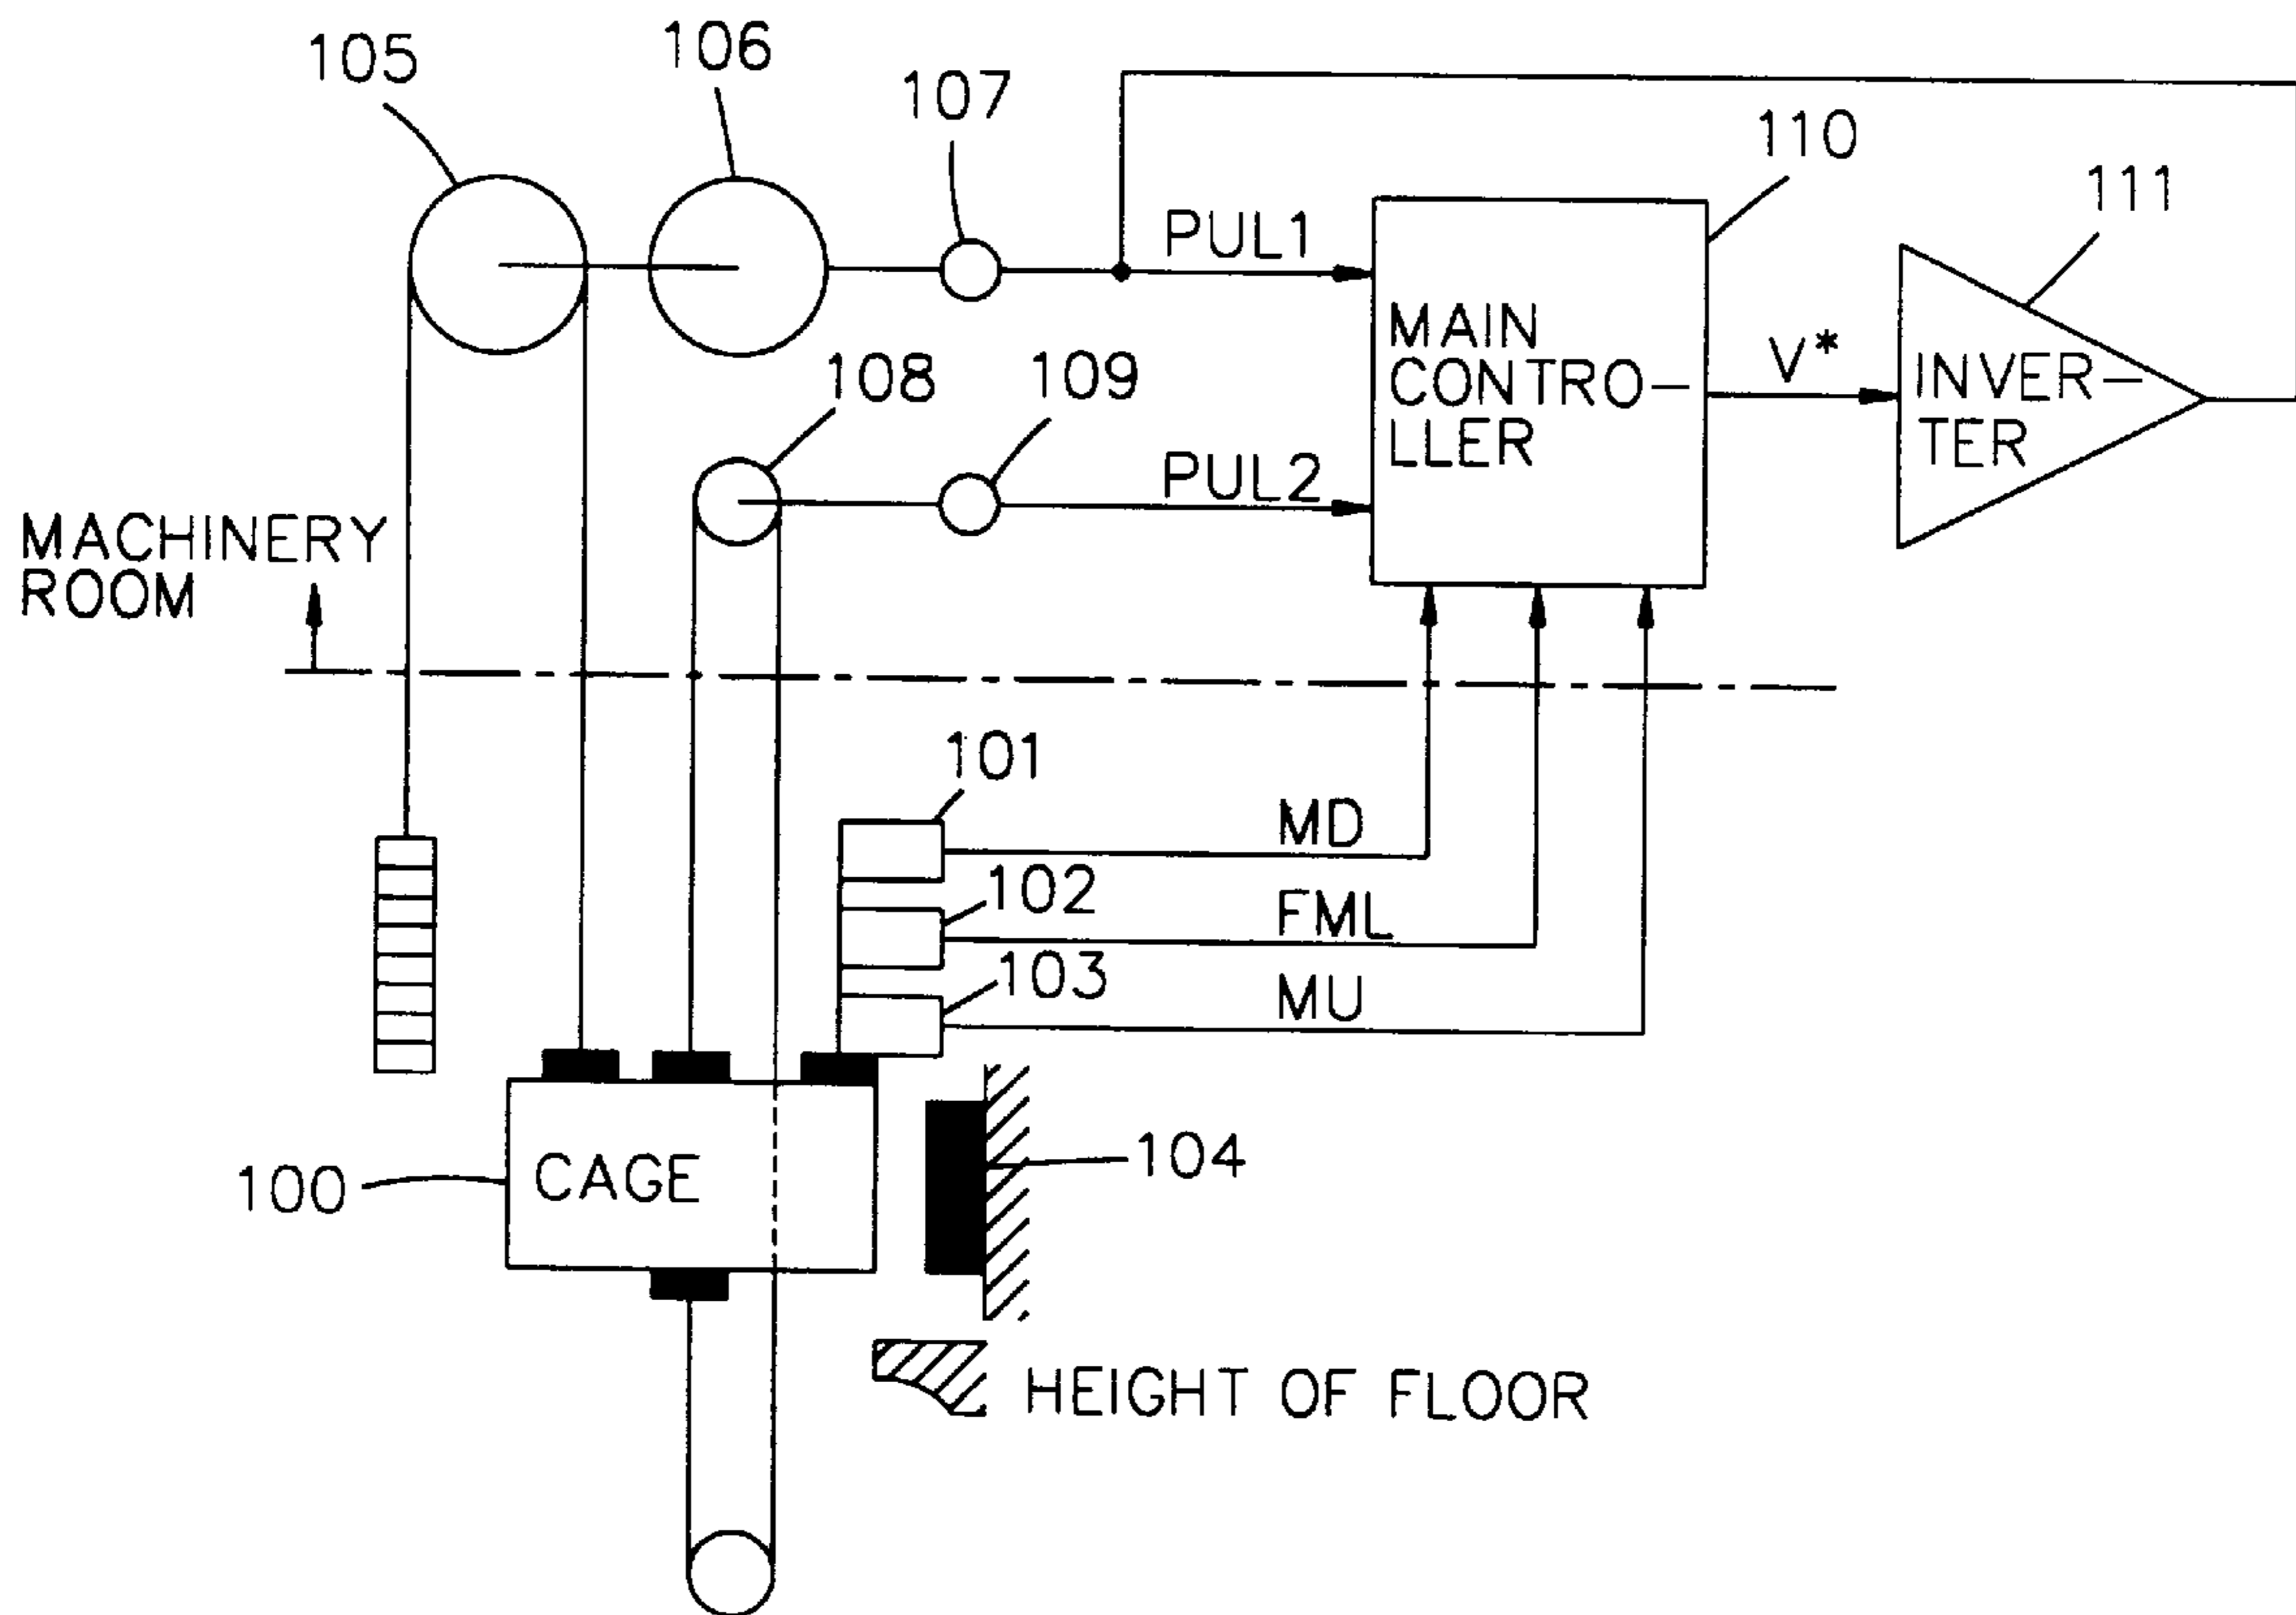 105
106
107
110
111
PUL1
MAIN
CONTRO-
LLER
V*
INVER-
TER
108
109
PUL2
MACHINERY
ROOM
101
MD
102
FML
103
MU
100
CAGE
104
HEIGHT OF FLOOR